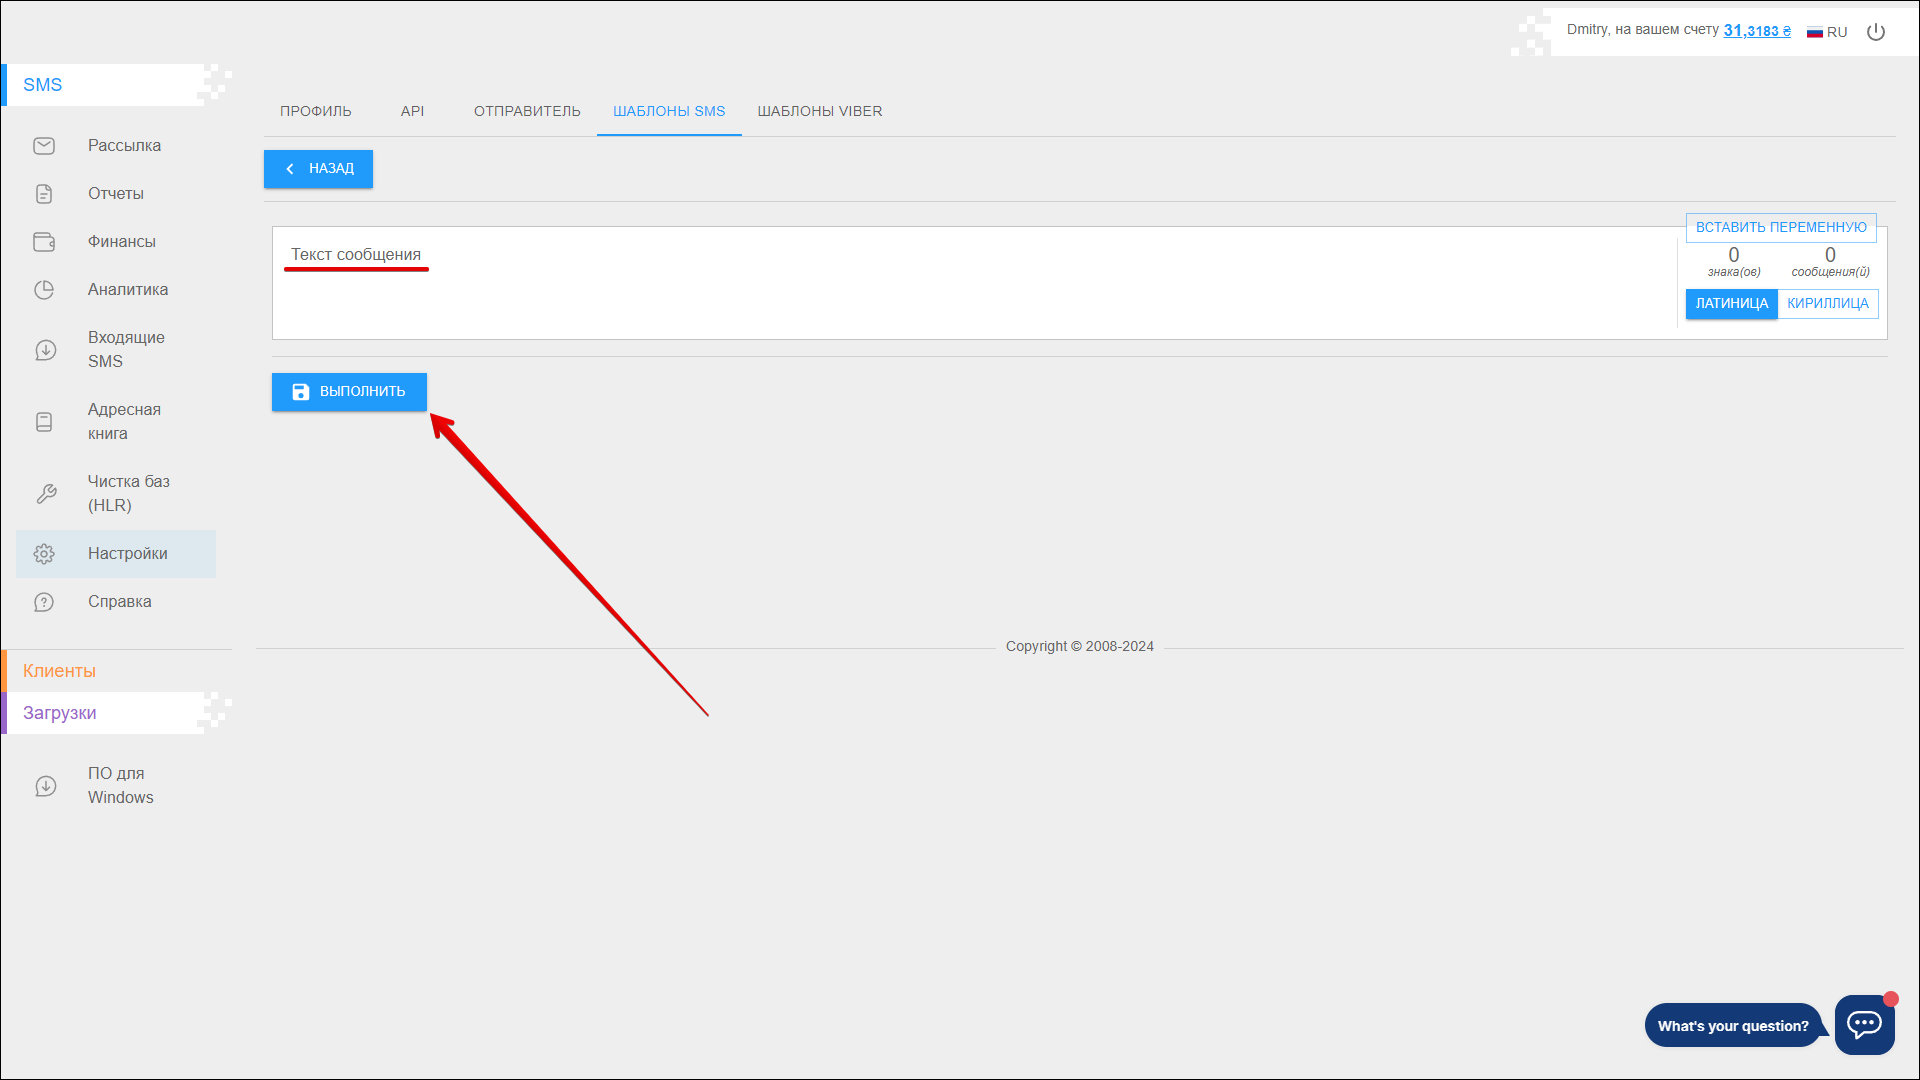 Dmitry, на вашем счету 31,3183 ₴ RU
SMS
ПРОФИЛЬ API ОТПРАВИТЕЛЬ ШАБЛОНЫ SMS ШАБЛОНЫ VIBER
Рассылка
НАЗАД
Отчеты
Финансы
Аналитика
Входящие
SMS
Адресная
книга
Чистка баз
(HLR)
Настройки
Справка
ВСТАВИТЬ ПЕРЕМЕННУЮ
Текст сообщения
0 0
знака(ов) сообщения(й)
ЛАТИНИЦА КИРИЛЛИЦА
ВЫПОЛНИТЬ
Copyright © 2008-2024
Клиенты
Загрузки
ПО для
Windows
What's your question?